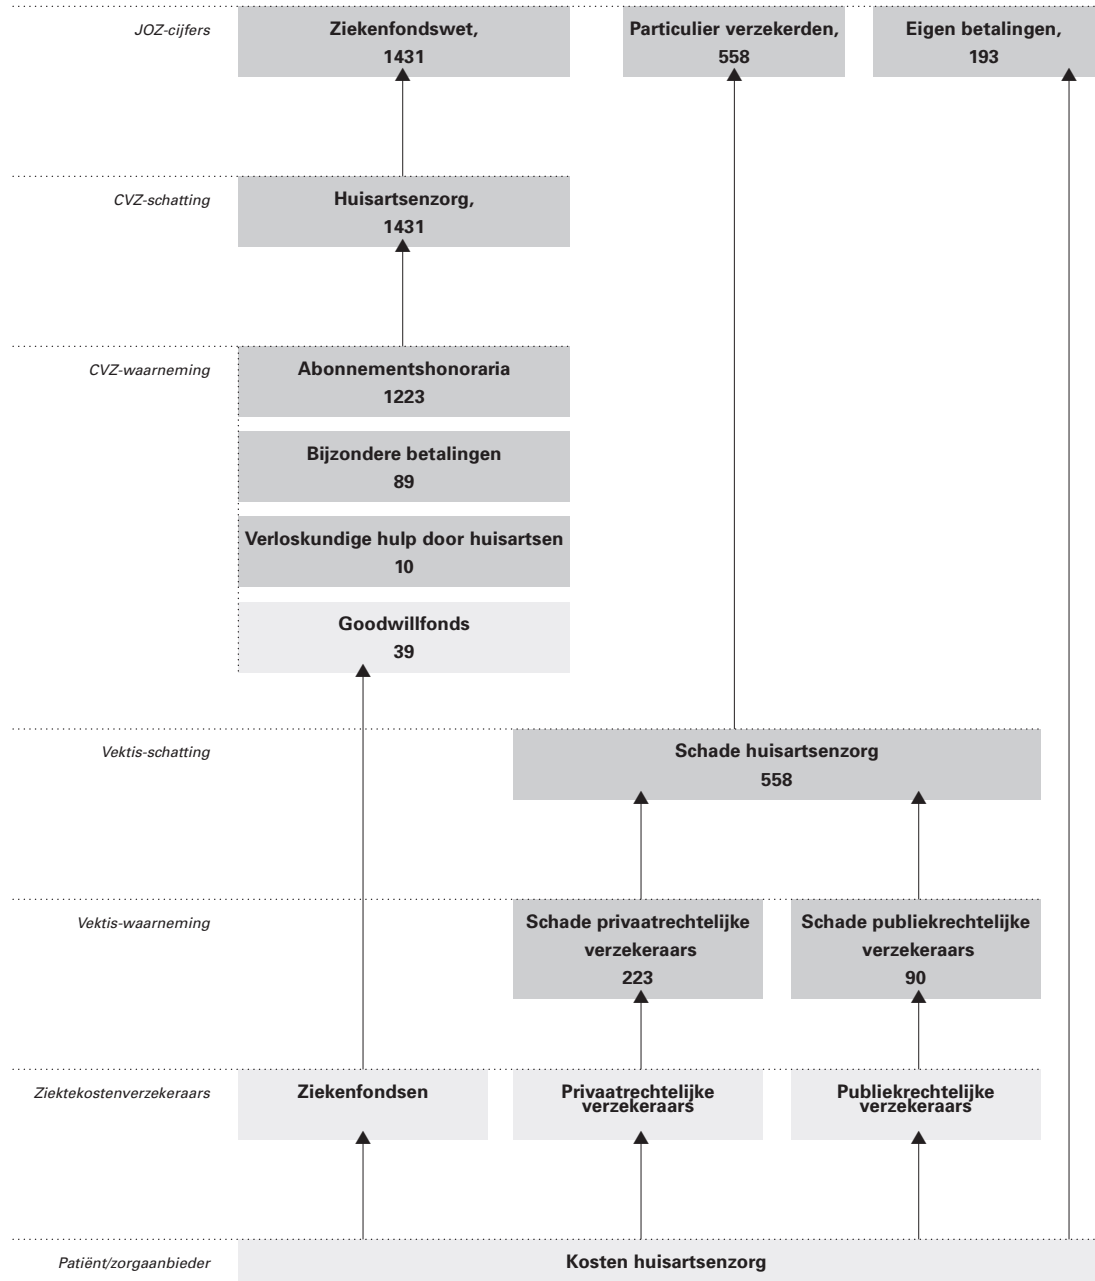 JOZ-cijfers
Ziekenfondswet,
1431
Particulier verzekerden,
558
Eigen betalingen,
193
CVZ-schatting
Huisartsenzorg,
1431
CVZ-waarneming
Abonnementshonoraria
1223
Bijzondere betalingen
89
Verloskundige hulp door huisartsen
10
Goodwillfonds
39
Vektis-schatting
Schade huisartsenzorg
558
Vektis-waarneming
Schade privaatrechtelijke
verzekeraars
223
Schade publiekrechtelijke
verzekeraars
90
Ziektekostenverzekeraars
Ziekenfondsen
Privaatrechtelijke
verzekeraars
Publiekrechtelijke
verzekeraars
Patiënt/zorgaanbieder
Kosten huisartsenzorg